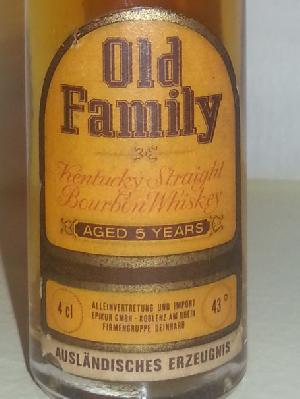 Old
Family
Kentucky Straight
Bourbon Whiskey
AGED 5 YEARS
4 cl
ALLEINVERTRETUNG UND IMPORT
EPIKUR GMBH · KOBLENZ AM RHEIN
FIRMENGRUPPE DEINHARD
43°
AUSLÄNDISCHES ERZEUGNIS